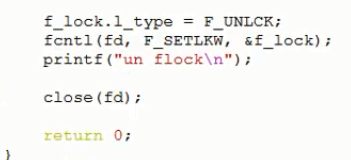 f_lock.l_type = F_UNLCK;
fcntl(fd, F_SETLKW, &f_lock);
printf("un flock\n");
close(fd);
return 0;
}